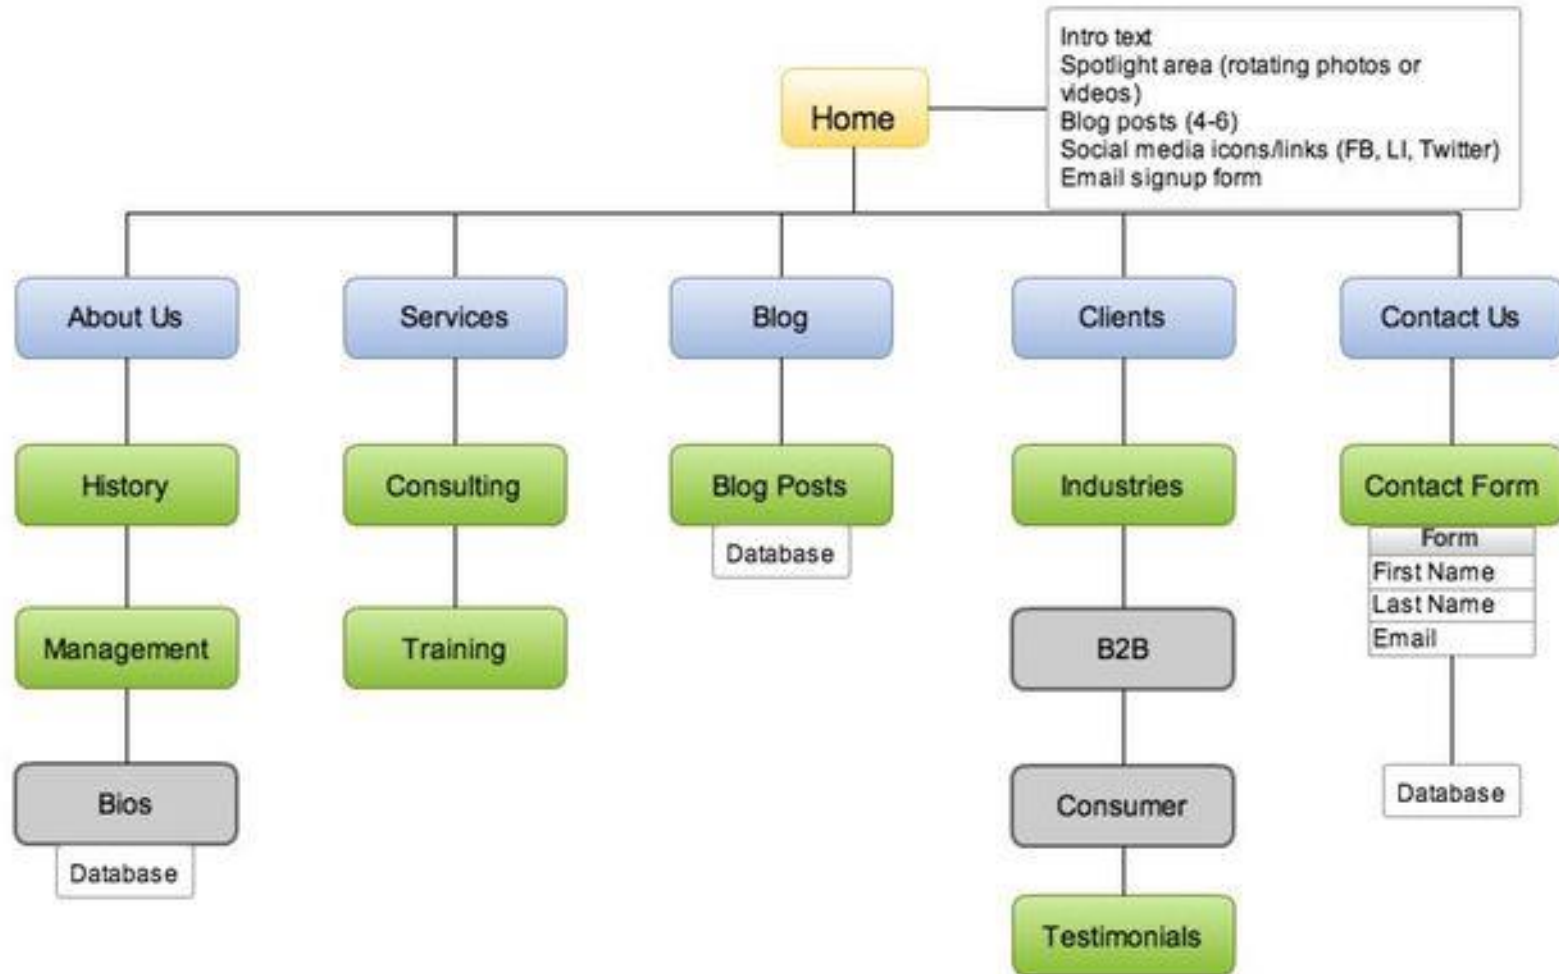 Home
Intro text
Spotlight area (rotating photos or
videos)
Blog posts (4-6)
Social media icons/links (FB, LI, Twitter)
Email signup form
About Us
Services
Blog
Clients
Contact Us
History
Consulting
Blog Posts
Industries
Contact Form
Database
Form
First Name
Last Name
Email
Management
Training
B2B
Bios
Consumer
Database
Database
Testimonials